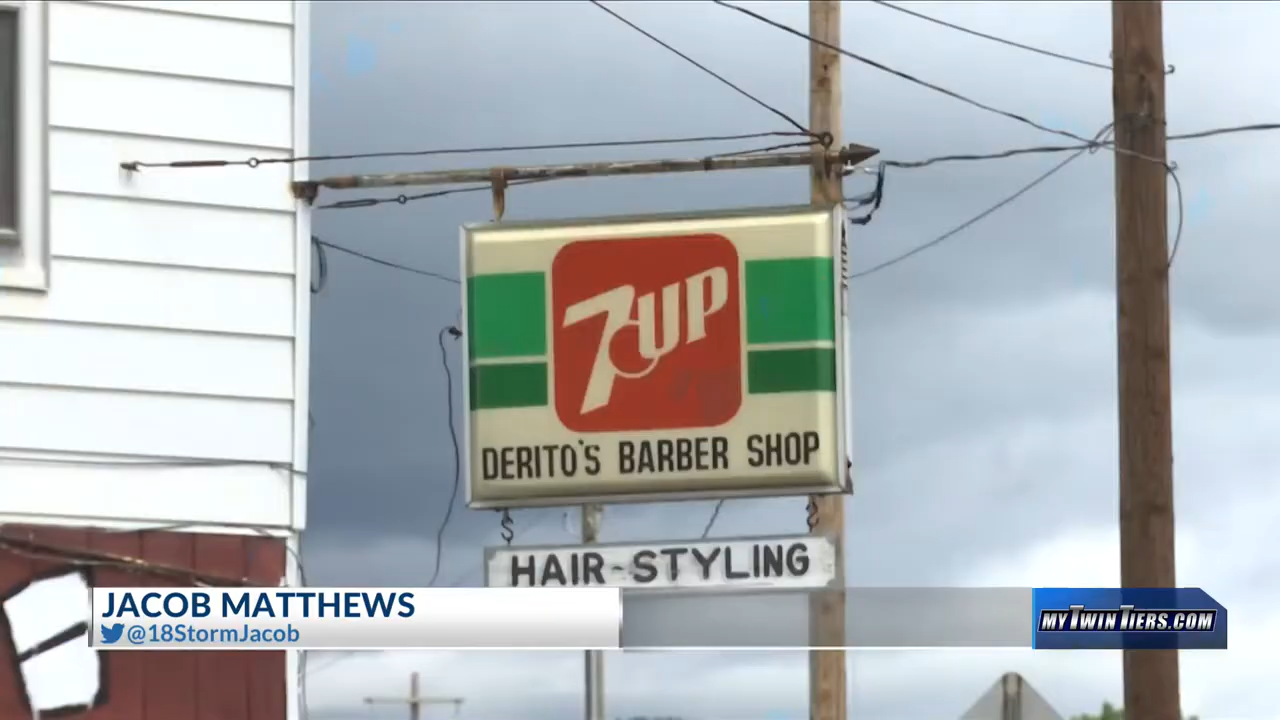 7UP
DERITO'S BARBER SHOP
HAIR-STYLING
JACOB MATTHEWS
@18StormJacob
MYTWINTIERS.COM